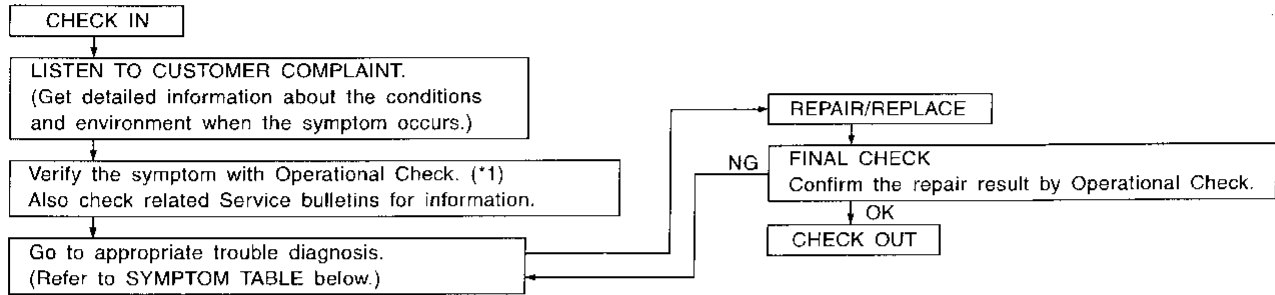 CHECK IN
LISTEN TO CUSTOMER COMPLAINT.
(Get detailed information about the conditions
and environment when the symptom occurs.)
Verify the symptom with Operational Check. (*1)
Also check related Service bulletins for information.
Go to appropriate trouble diagnosis.
(Refer to SYMPTOM TABLE below.)
REPAIR/REPLACE
NG
FINAL CHECK
Confirm the repair result by Operational Check.
OK
CHECK OUT